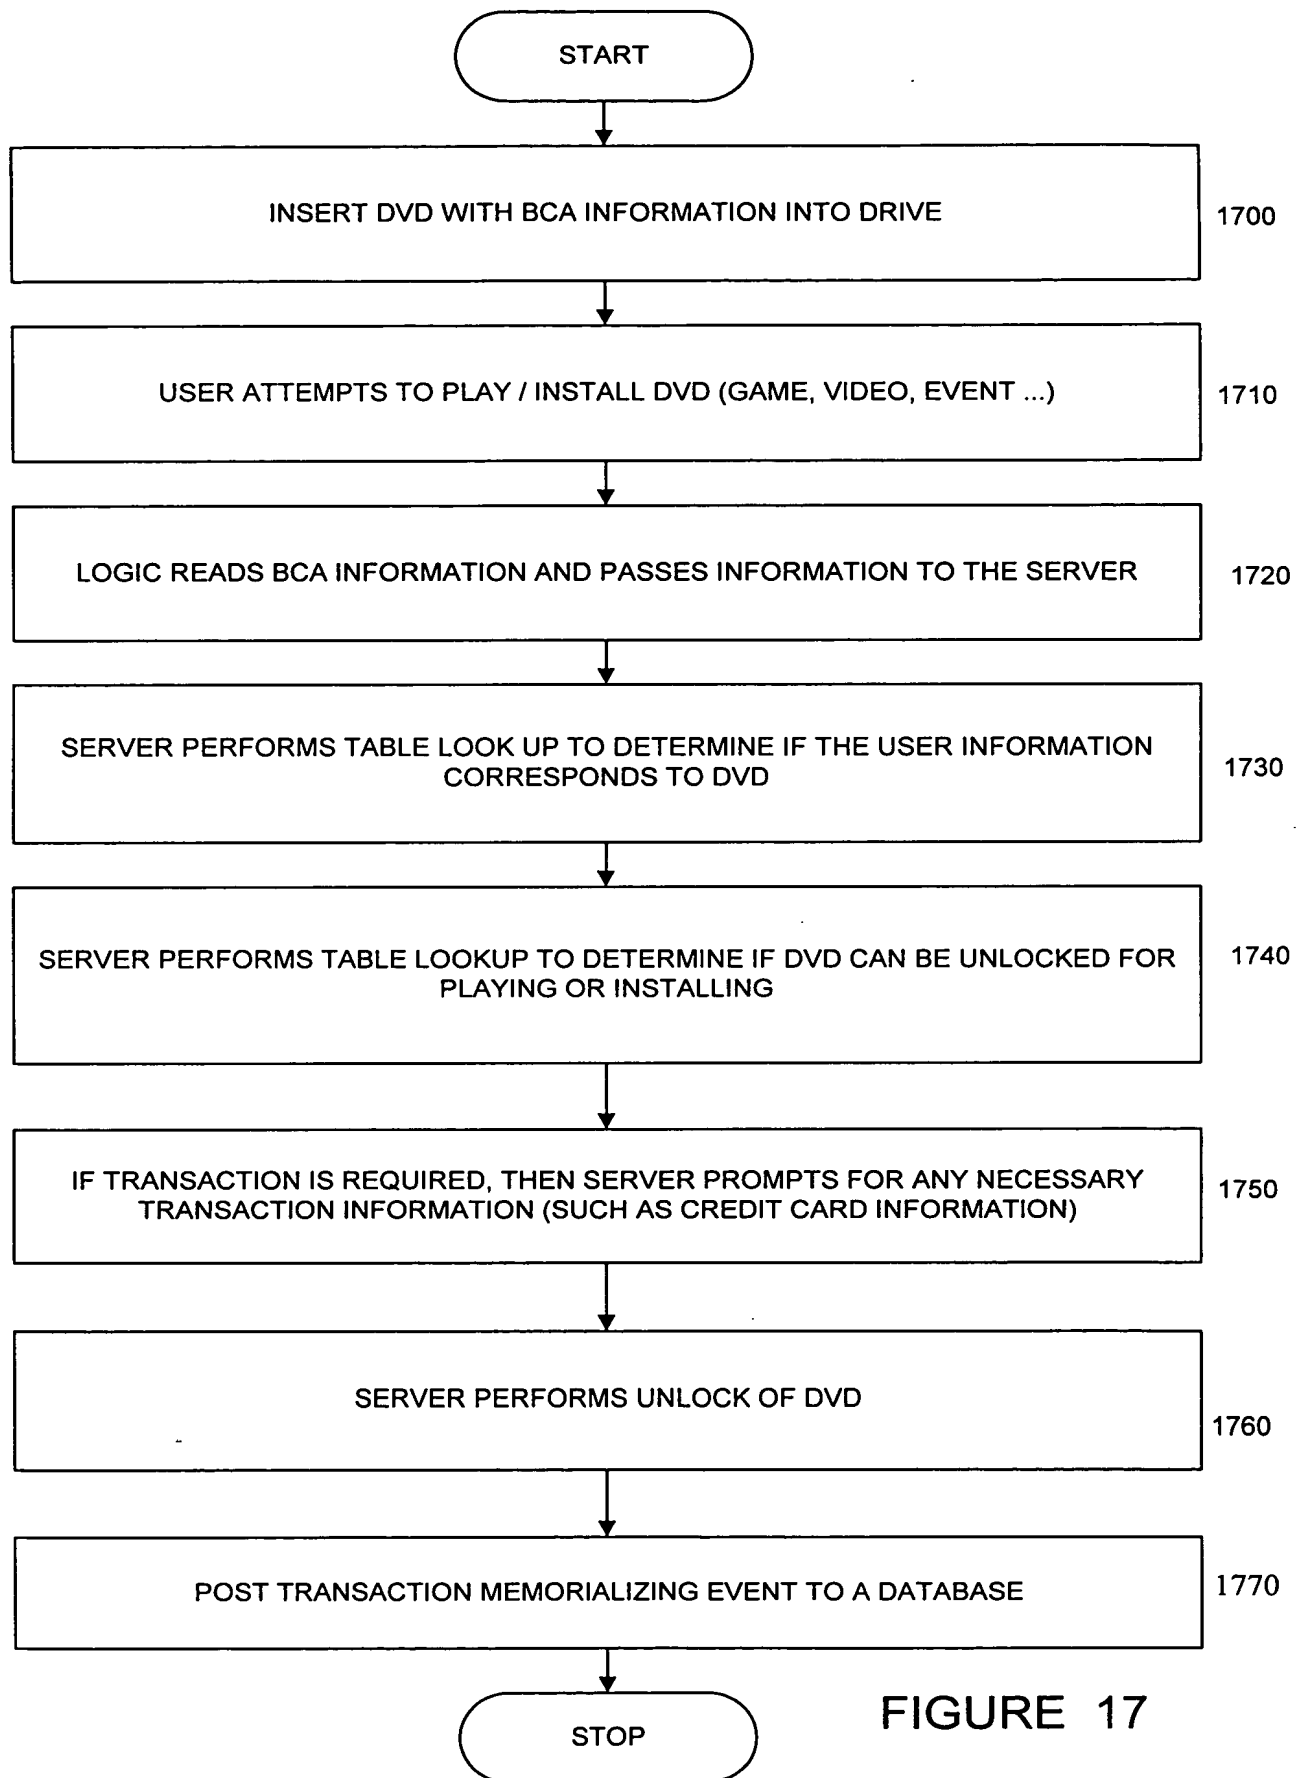 START
INSERT DVD WITH BCA INFORMATION INTO DRIVE
1700
USER ATTEMPTS TO PLAY / INSTALL DVD (GAME, VIDEO, EVENT ...)
1710
LOGIC READS BCA INFORMATION AND PASSES INFORMATION TO THE SERVER
1720
SERVER PERFORMS TABLE LOOK UP TO DETERMINE IF THE USER INFORMATION
CORRESPONDS TO DVD
1730
SERVER PERFORMS TABLE LOOKUP TO DETERMINE IF DVD CAN BE UNLOCKED FOR
PLAYING OR INSTALLING
1740
IF TRANSACTION IS REQUIRED, THEN SERVER PROMPTS FOR ANY NECESSARY
TRANSACTION INFORMATION (SUCH AS CREDIT CARD INFORMATION)
1750
SERVER PERFORMS UNLOCK OF DVD
1760
POST TRANSACTION MEMORIALIZING EVENT TO A DATABASE
1770
STOP
FIGURE 17